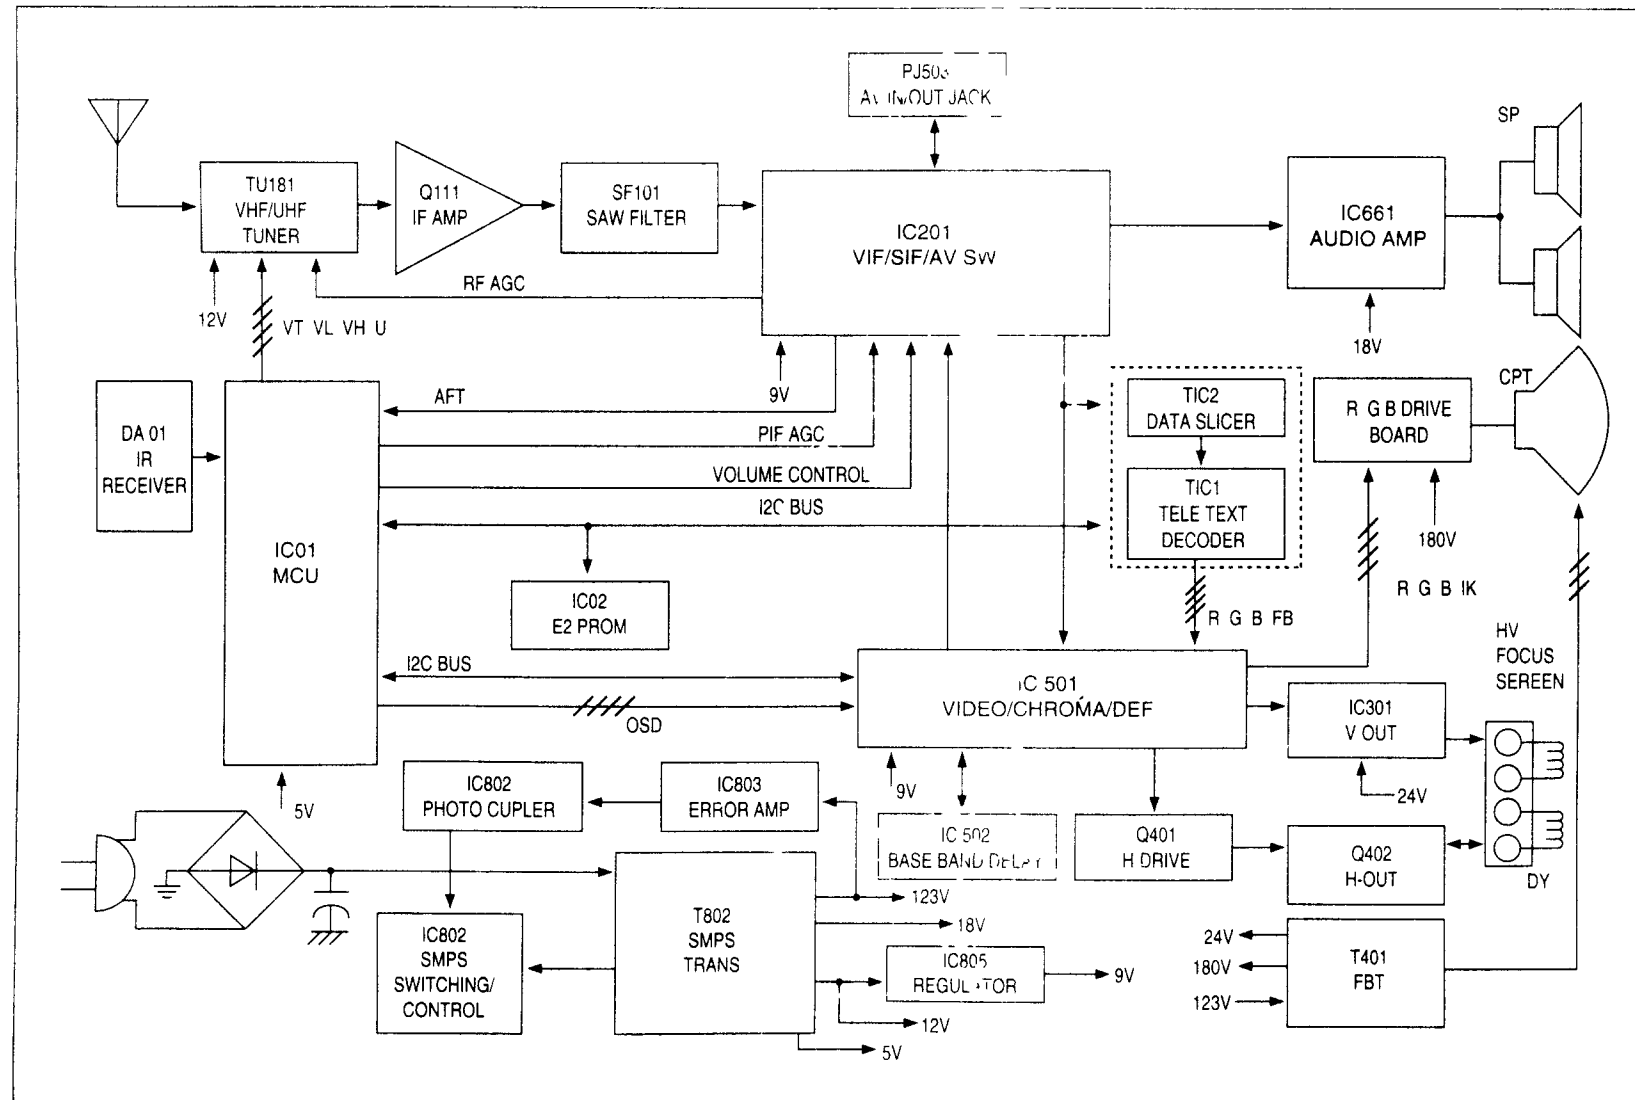 PJ503
IN/OUT JACK
SP
TU181
VHF/UHF
TUNER
Q111
IF AMP
SF101
SAW FILTER
IC201
VIF/SIF/AV SW
IC661
AUDIO AMP
RF AGC
12V
VT VL VH U
18V
9V
AFT
PIF AGC
VOLUME CONTROL
I2C BUS
DA 01
IR
RECEIVER
IC01
MCU
TIC2
DATA SLICER
TIC1
TELE TEXT
DECODER
R G B DRIVE
BOARD
CPT
180V
R G B IK
IC02
E2 PROM
R G B FB
HV
FOCUS
SEREEN
I2C BUS
OSD
IC 501
VIDEO/CHROMA/DEF
IC301
V OUT
5V
9V
24V
IC802
PHOTO CUPLER
IC803
ERROR AMP
IC 502
BASE BAND DELAY
Q401
H DRIVE
Q402
H-OUT
DY
IC802
SMPS
SWITCHING/
CONTROL
T802
SMPS
TRANS
123V
18V
IC805
REGULATOR
9V
12V
5V
24V
180V
123V
T401
FBT